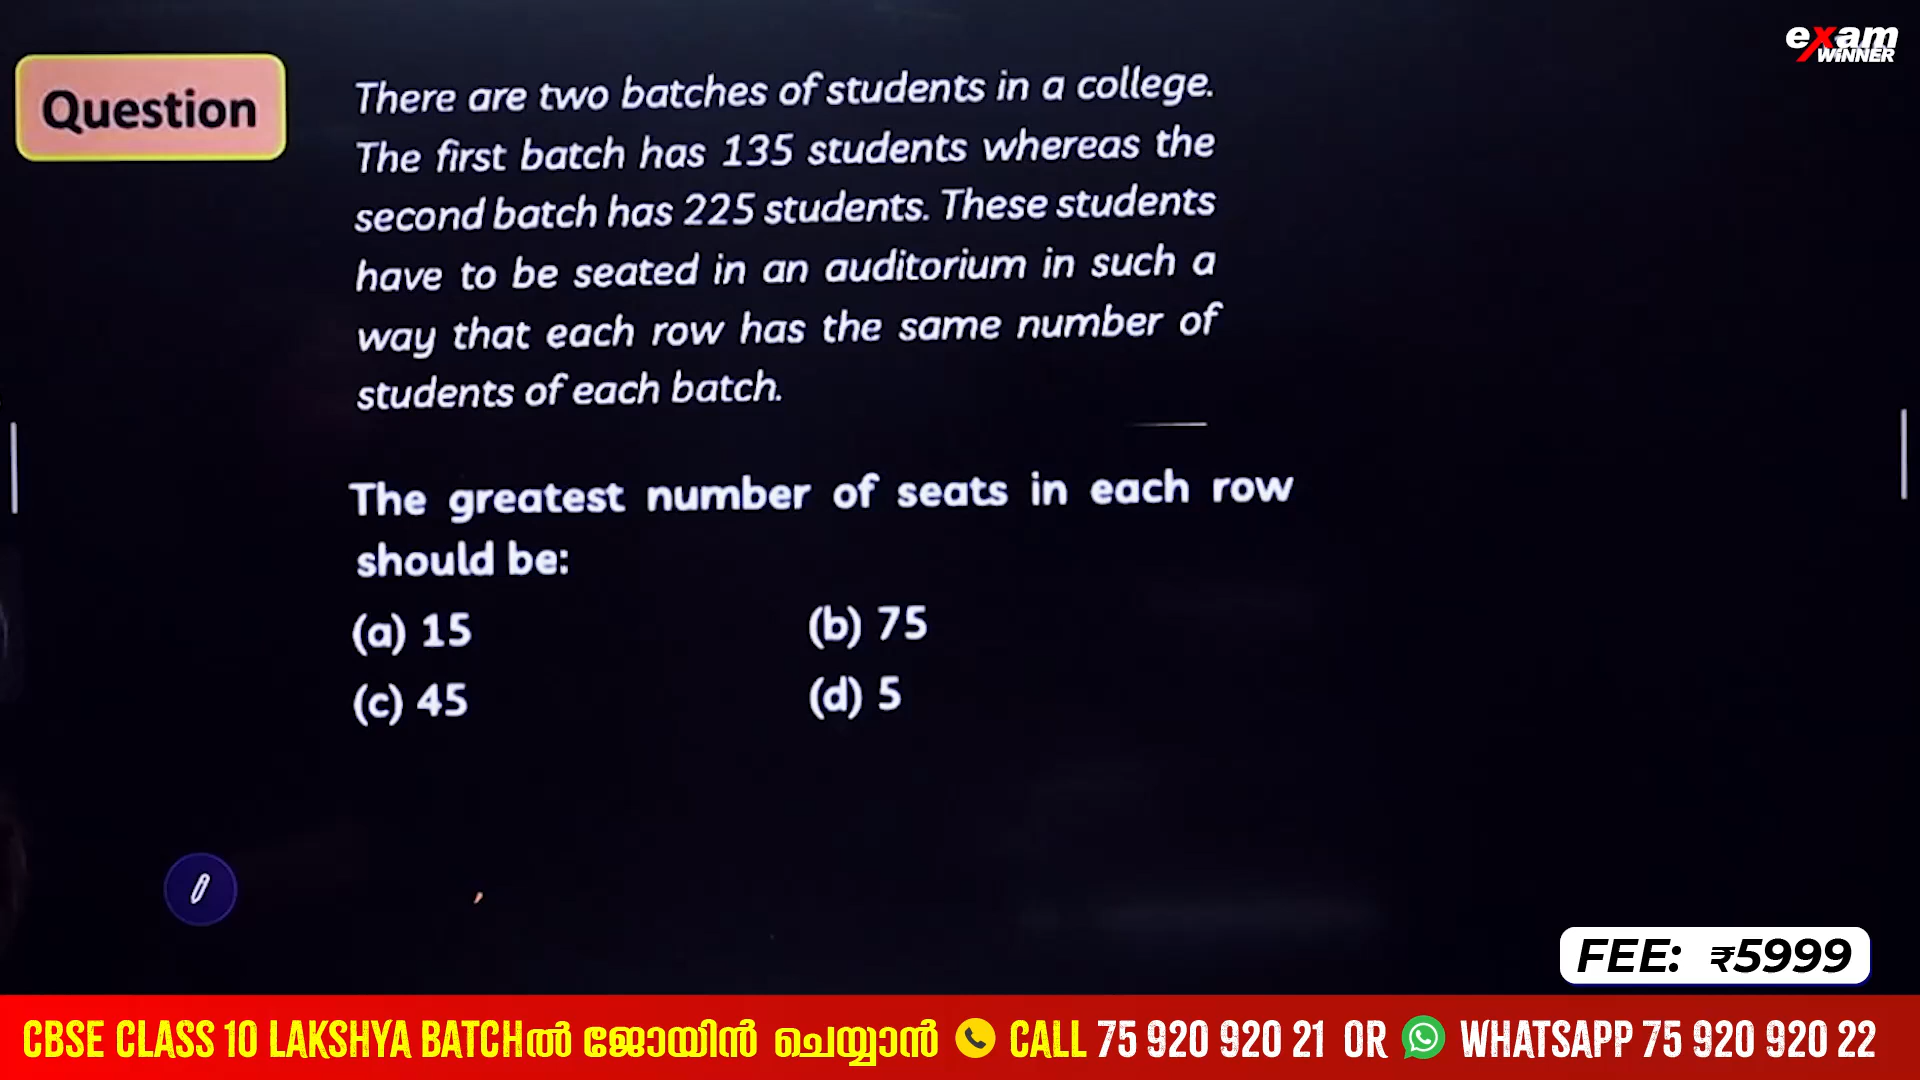 exam
WINNER
Question
There are two batches of students in a college.
The first batch has 135 students whereas the
second batch has 225 students. These students
have to be seated in an auditorium in such a
way that each row has the same number of
students of each batch.
The greatest number of seats in each row
should be:
(a) 15 (b) 75
(c) 45 (d) 5
FEE: ₹5999
CBSE CLASS 10 LAKSHYA BATCHൽ ജോയിൻ ചെയ്യാൻ CALL 75 920 920 21 OR WHATSAPP 75 920 920 22